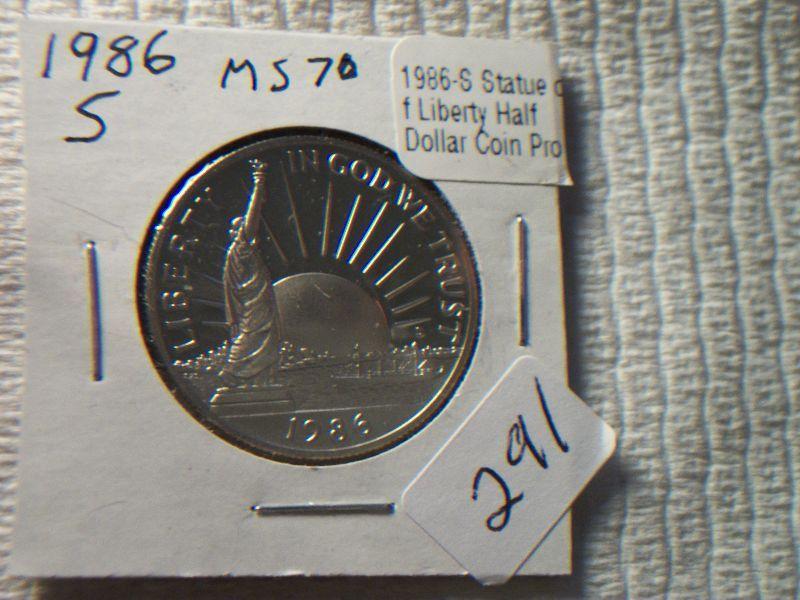 1986
S
MS70
1986-S Statue o
f Liberty Half
Dollar Coin Pro
LIBERTY
IN GOD WE TRUST
1986
291